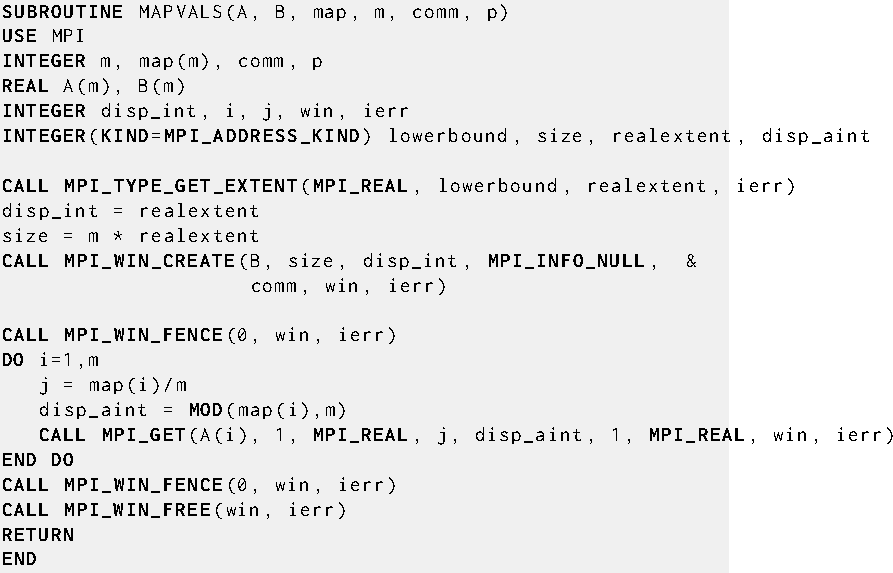 SUBROUTINE MAPVALS(A, B, map, m, comm, p)
USE MPI
INTEGER m, map(m), comm, p
REAL A(m), B(m)
INTEGER disp_int, i, j, win, ierr
INTEGER(KIND=MPI_ADDRESS_KIND) lowerbound, size, realextent, disp_aint
CALL MPI_TYPE_GET_EXTENT(MPI_REAL, lowerbound, realextent, ierr)
disp_int = realextent
size = m * realextent
CALL MPI_WIN_CREATE(B, size, disp_int, MPI_INFO_NULL, &
comm, win, ierr)
CALL MPI_WIN_FENCE(0, win, ierr)
DO i=1,m
j = map(i)/m
disp_aint = MOD(map(i),m)
CALL MPI_GET(A(i), 1, MPI_REAL, j, disp_aint, 1, MPI_REAL, win, ierr)
END DO
CALL MPI_WIN_FENCE(0, win, ierr)
CALL MPI_WIN_FREE(win, ierr)
RETURN
END